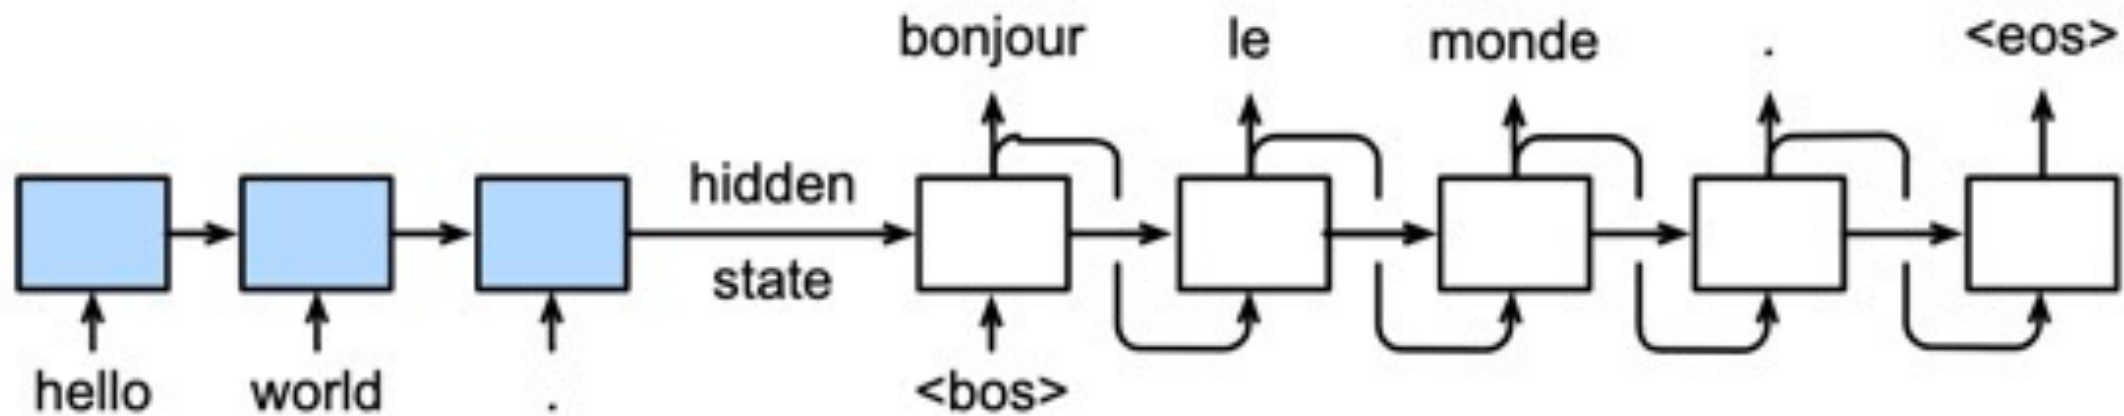 bonjour le monde . <eos>
hidden
state
hello world . <bos>